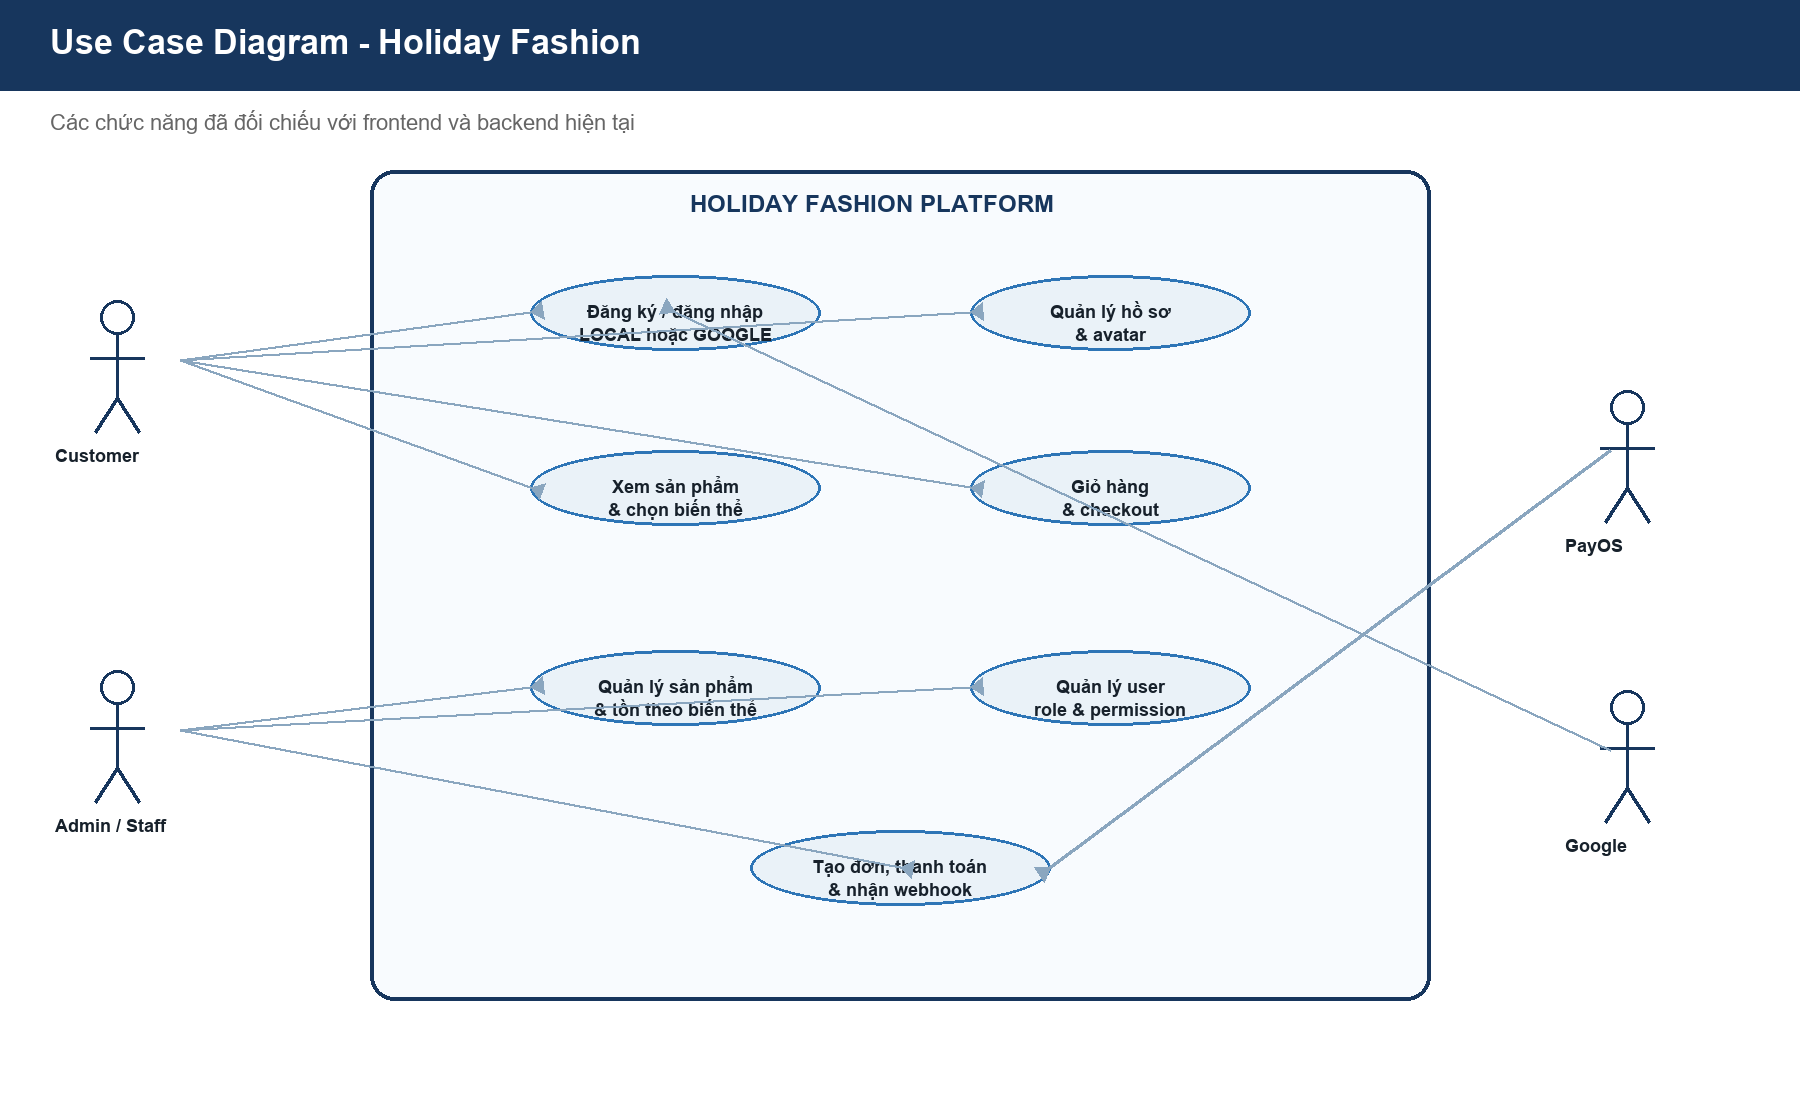 Use Case Diagram - Holiday Fashion
Các chức năng đã đối chiếu với frontend và backend hiện tại
HOLIDAY FASHION PLATFORM
Đăng ký / đăng nhập
LOCAL hoặc GOOGLE
Quản lý hồ sơ
& avatar
Customer
Xem sản phẩm
& chọn biến thể
Giỏ hàng
& checkout
PayOS
Quản lý sản phẩm
& tồn theo biến thể
Quản lý user
role & permission
Admin / Staff
Google
Tạo đơn, thanh toán
& nhận webhook